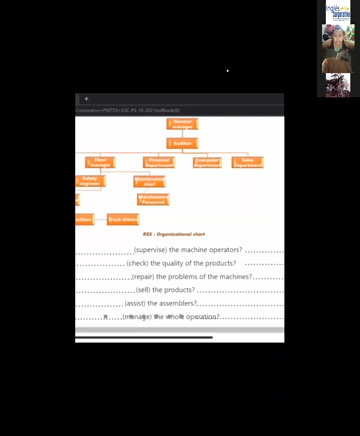 Inglés
Corporativo
General
manager
Auditor
Floor
manager
Financial
Department
Computer
Department
Sales
Department
Safety
engineer
Maintenance
chief
Maintenance
Personnel
Truck drivers
REX - Organizational chart
(supervise) the machine operators?
(check) the quality of the products?
(repair) the problems of the machines?
(sell) the products?
(assist) the assemblers?
(manage) the whole operation?